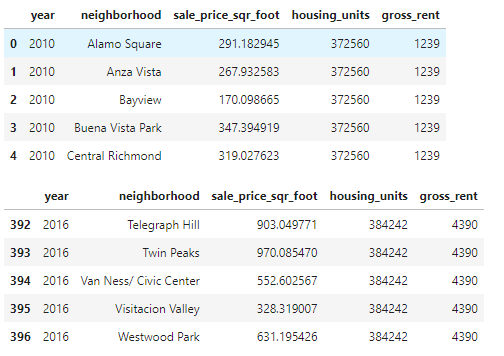 year neighborhood sale_price_sqr_foot housing_units gross_rent
0 2010 Alamo Square 291.182945 372560 1239
1 2010 Anza Vista 267.932583 372560 1239
2 2010 Bayview 170.098665 372560 1239
3 2010 Buena Vista Park 347.394919 372560 1239
4 2010 Central Richmond 319.027623 372560 1239
year neighborhood sale_price_sqr_foot housing_units gross_rent
392 2016 Telegraph Hill 903.049771 384242 4390
393 2016 Twin Peaks 970.085470 384242 4390
394 2016 Van Ness/ Civic Center 552.602567 384242 4390
395 2016 Visitacion Valley 328.319007 384242 4390
396 2016 Westwood Park 631.195426 384242 4390